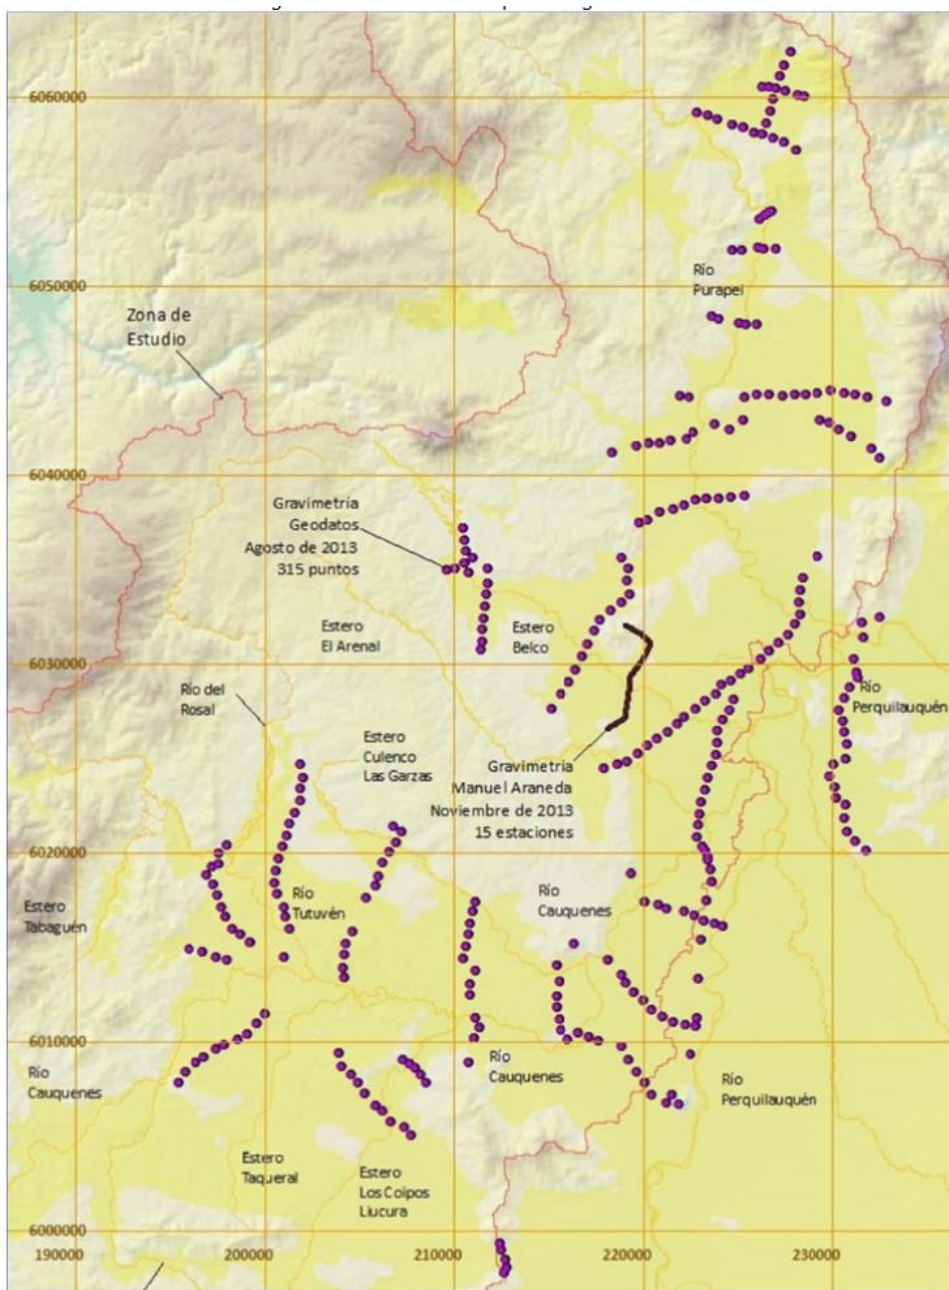 6060000
Río
Purapel
6050000
Zona de
Estudio
6040000
Gravimetría
Geodatos
Agosto de 2013
315 puntos
Estero
El Arenal
Estero
Belco
6030000
Río del
Rosal
Río
Perquilauquén
Estero
Culenco
Las Garzas
Gravimetría
Manuel Araneda
Noviembre de 2013
15 estaciones
6020000
Estero
Tabaguén
Río
Tutuvén
Río
Cauquenes
6010000
Río
Cauquenes
Río
Cauquenes
Río
Perquilauquén
Estero
Taqueral
Estero
Los Coipos
Liucura
6000000
190000
200000
210000
220000
230000